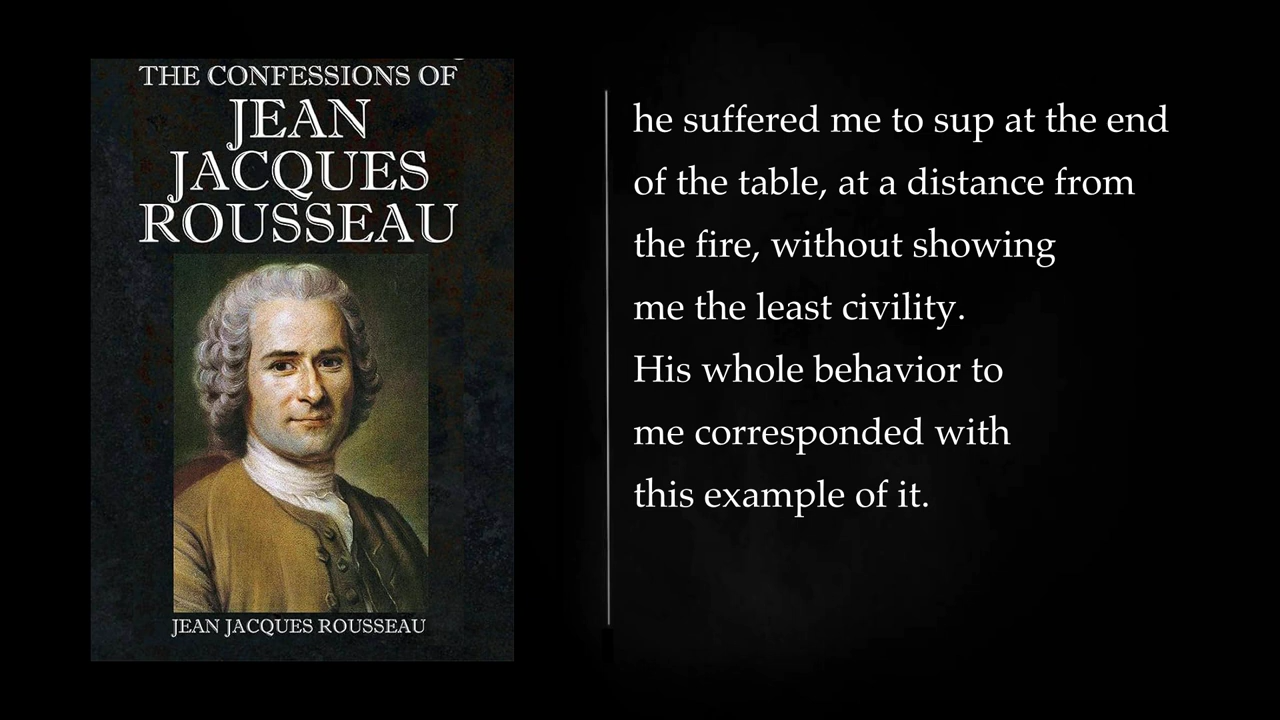 THE CONFESSIONS OF
JEAN
JACQUES
ROUSSEAU
JEAN JACQUES ROUSSEAU
he suffered me to sup at the end
of the table, at a distance from
the fire, without showing
me the least civility.
His whole behavior to
me corresponded with
this example of it.